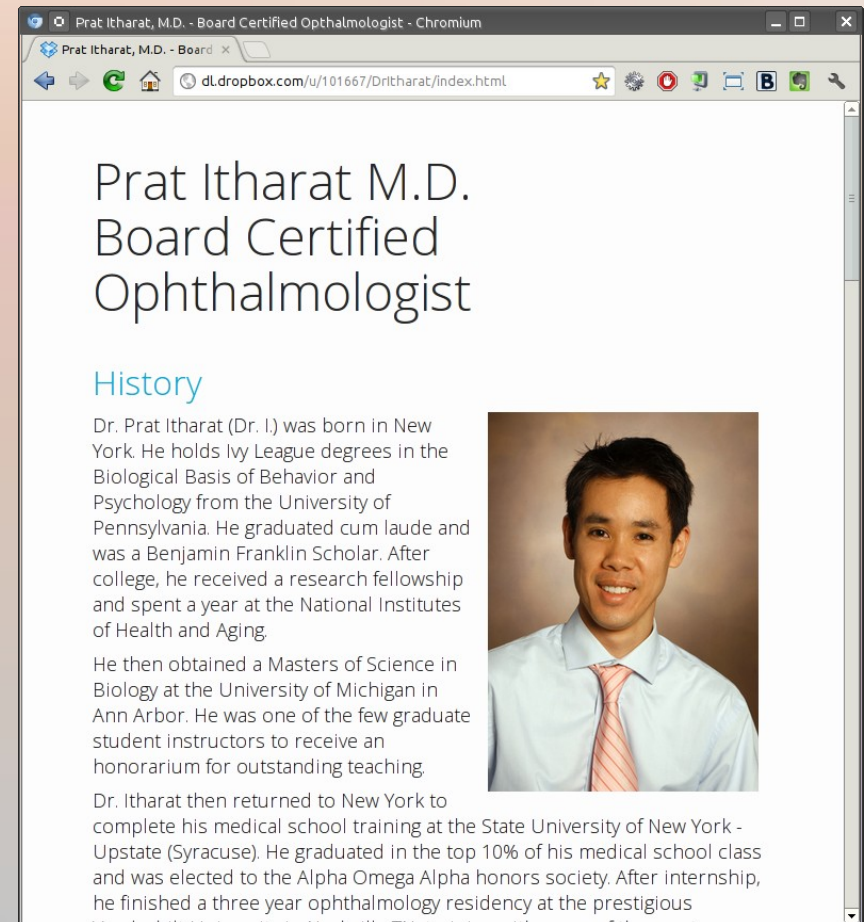 Prat Itharat, M.D. - Board Certified Opthalmologist - Chromium
Prat Itharat, M.D. - Board
dl.dropbox.com/u/101667/DrItharat/index.html
B
Prat Itharat M.D.
Board Certified
Ophthalmologist
History
Dr. Prat Itharat (Dr. I.) was born in New
York. He holds Ivy League degrees in the
Biological Basis of Behavior and
Psychology from the University of
Pennsylvania. He graduated cum laude and
was a Benjamin Franklin Scholar. After
college, he received a research fellowship
and spent a year at the National Institutes
of Health and Aging.
He then obtained a Masters of Science in
Biology at the University of Michigan in
Ann Arbor. He was one of the few graduate
student instructors to receive an
honorarium for outstanding teaching.
Dr. Itharat then returned to New York to
complete his medical school training at the State University of New York -
Upstate (Syracuse). He graduated in the top 10% of his medical school class
and was elected to the Alpha Omega Alpha honors society. After internship,
he finished a three year ophthalmology residency at the prestigious